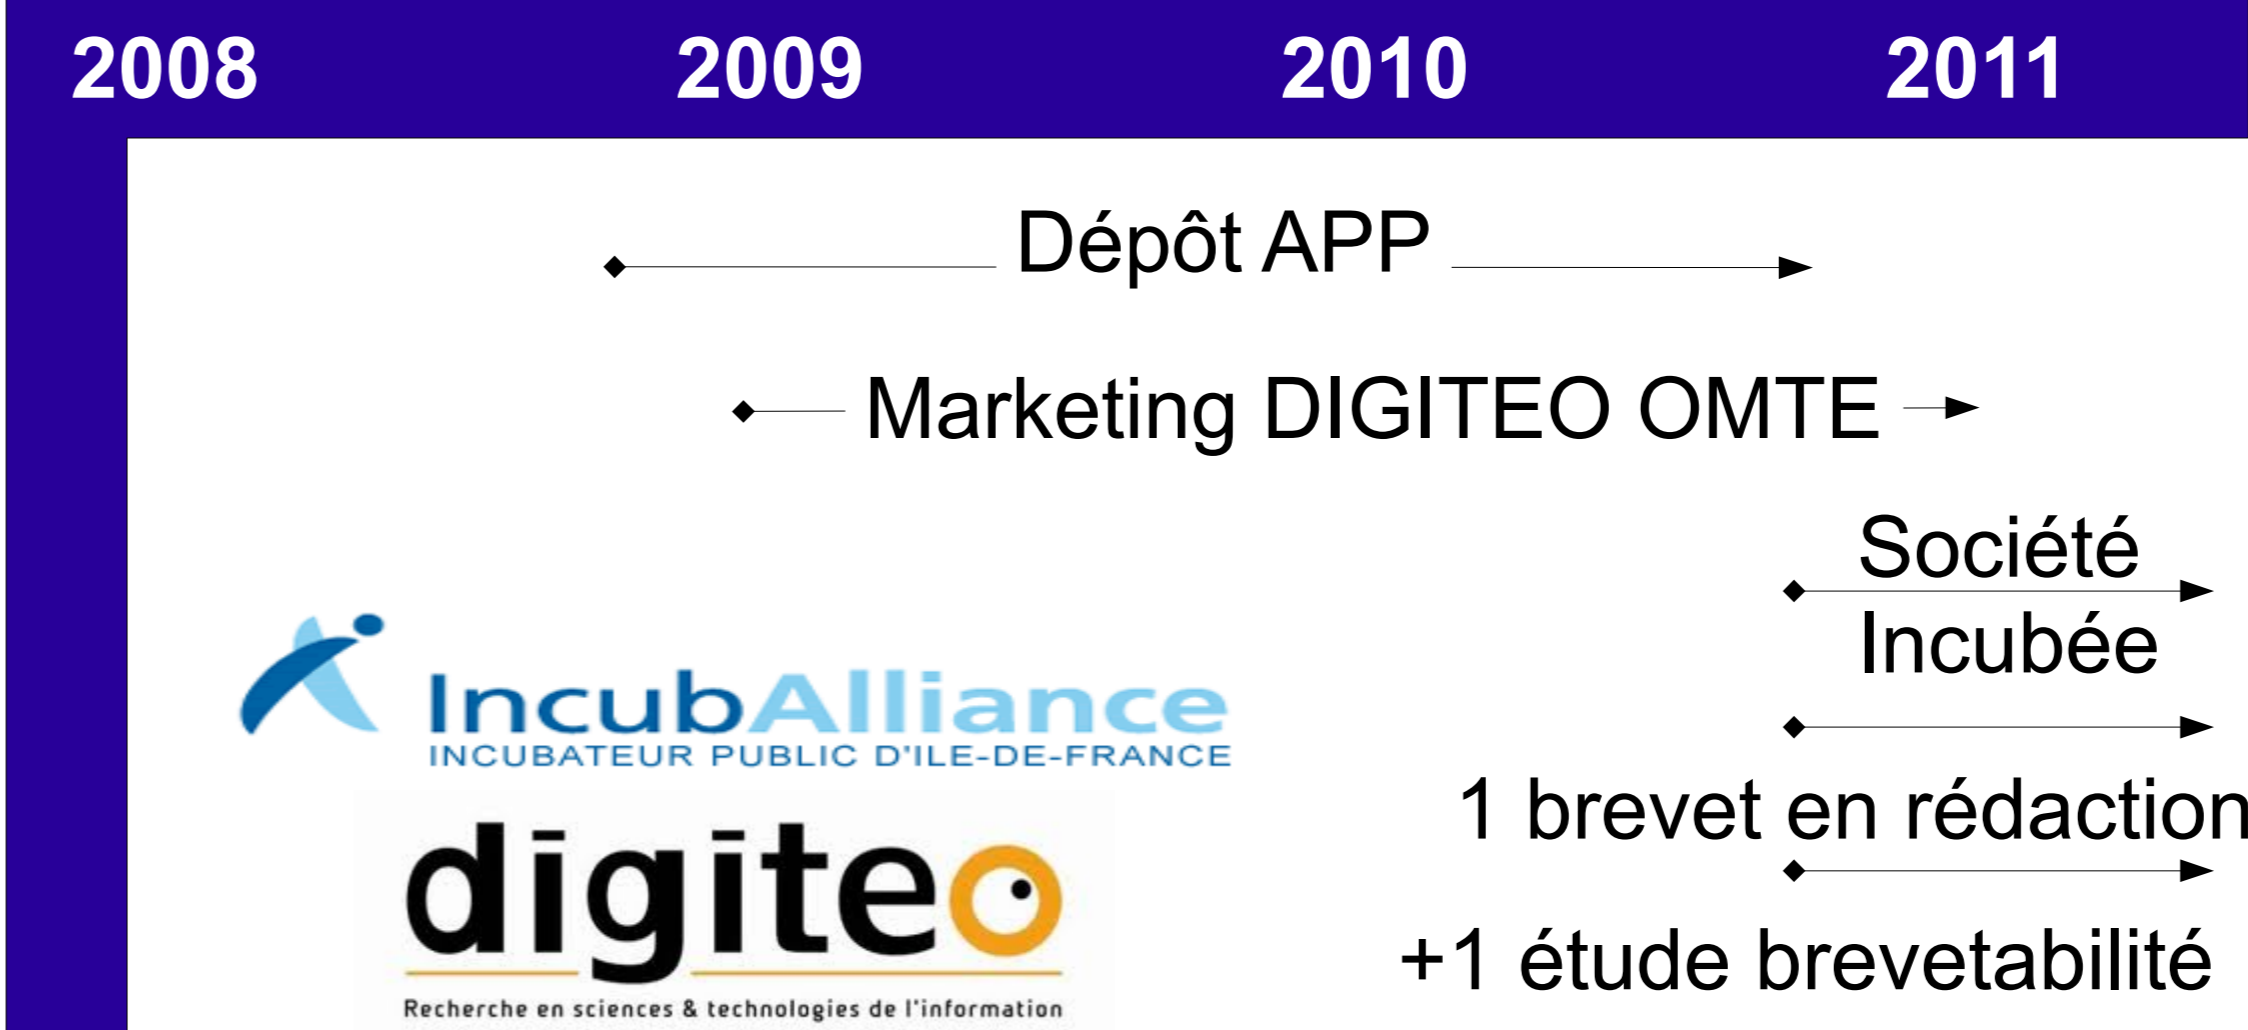 2008 2009 2010 2011
Dépôt APP
Marketing DIGITEO OMTE
Société
Incubée
IncubAlliance
INCUBATEUR PUBLIC D'ILE-DE-FRANCE
1 brevet en rédaction
digiteo
+1 étude brevetabilité
Recherche en sciences & technologies de l'information